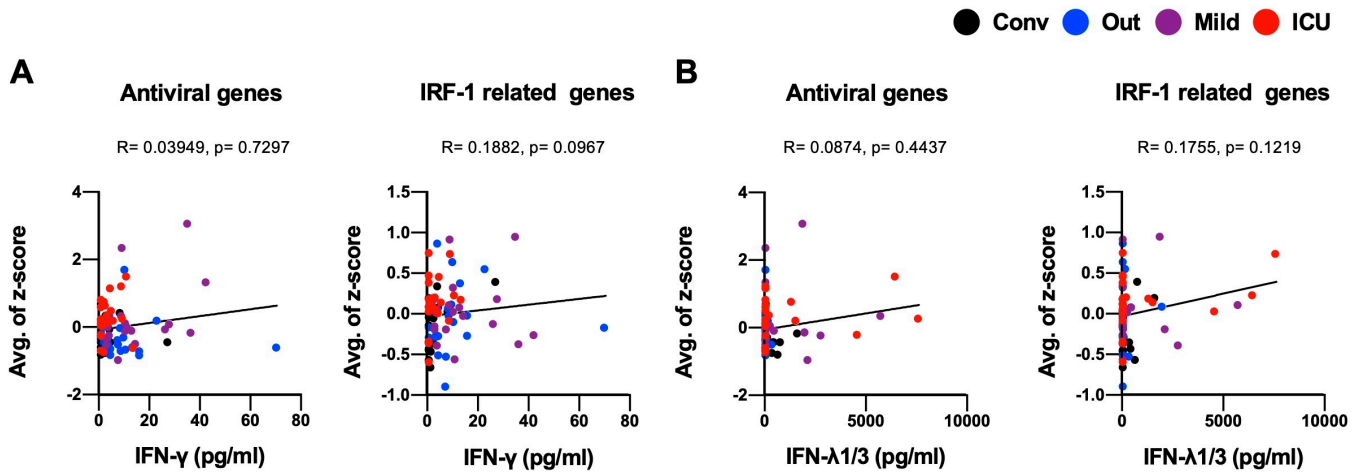 Conv Out Mild ICU
A
Antiviral genes
R= 0.03949, p= 0.7297
Avg. of z-score
4
2
0
-2
0 20 40 60 80
IFN-γ (pg/ml)
IRF-1 related genes
R= 0.1882, p= 0.0967
Avg. of z-score
1.5
1.0
0.5
0.0
-0.5
-1.0
0 20 40 60 80
IFN-γ (pg/ml)
B
Antiviral genes
R= 0.0874, p= 0.4437
Avg. of z-score
4
2
0
-2
0 5000 10000
IFN-λ1/3 (pg/ml)
IRF-1 related genes
R= 0.1755, p= 0.1219
Avg. of z-score
1.5
1.0
0.5
0.0
-0.5
-1.0
0 5000 10000
IFN-λ1/3 (pg/ml)